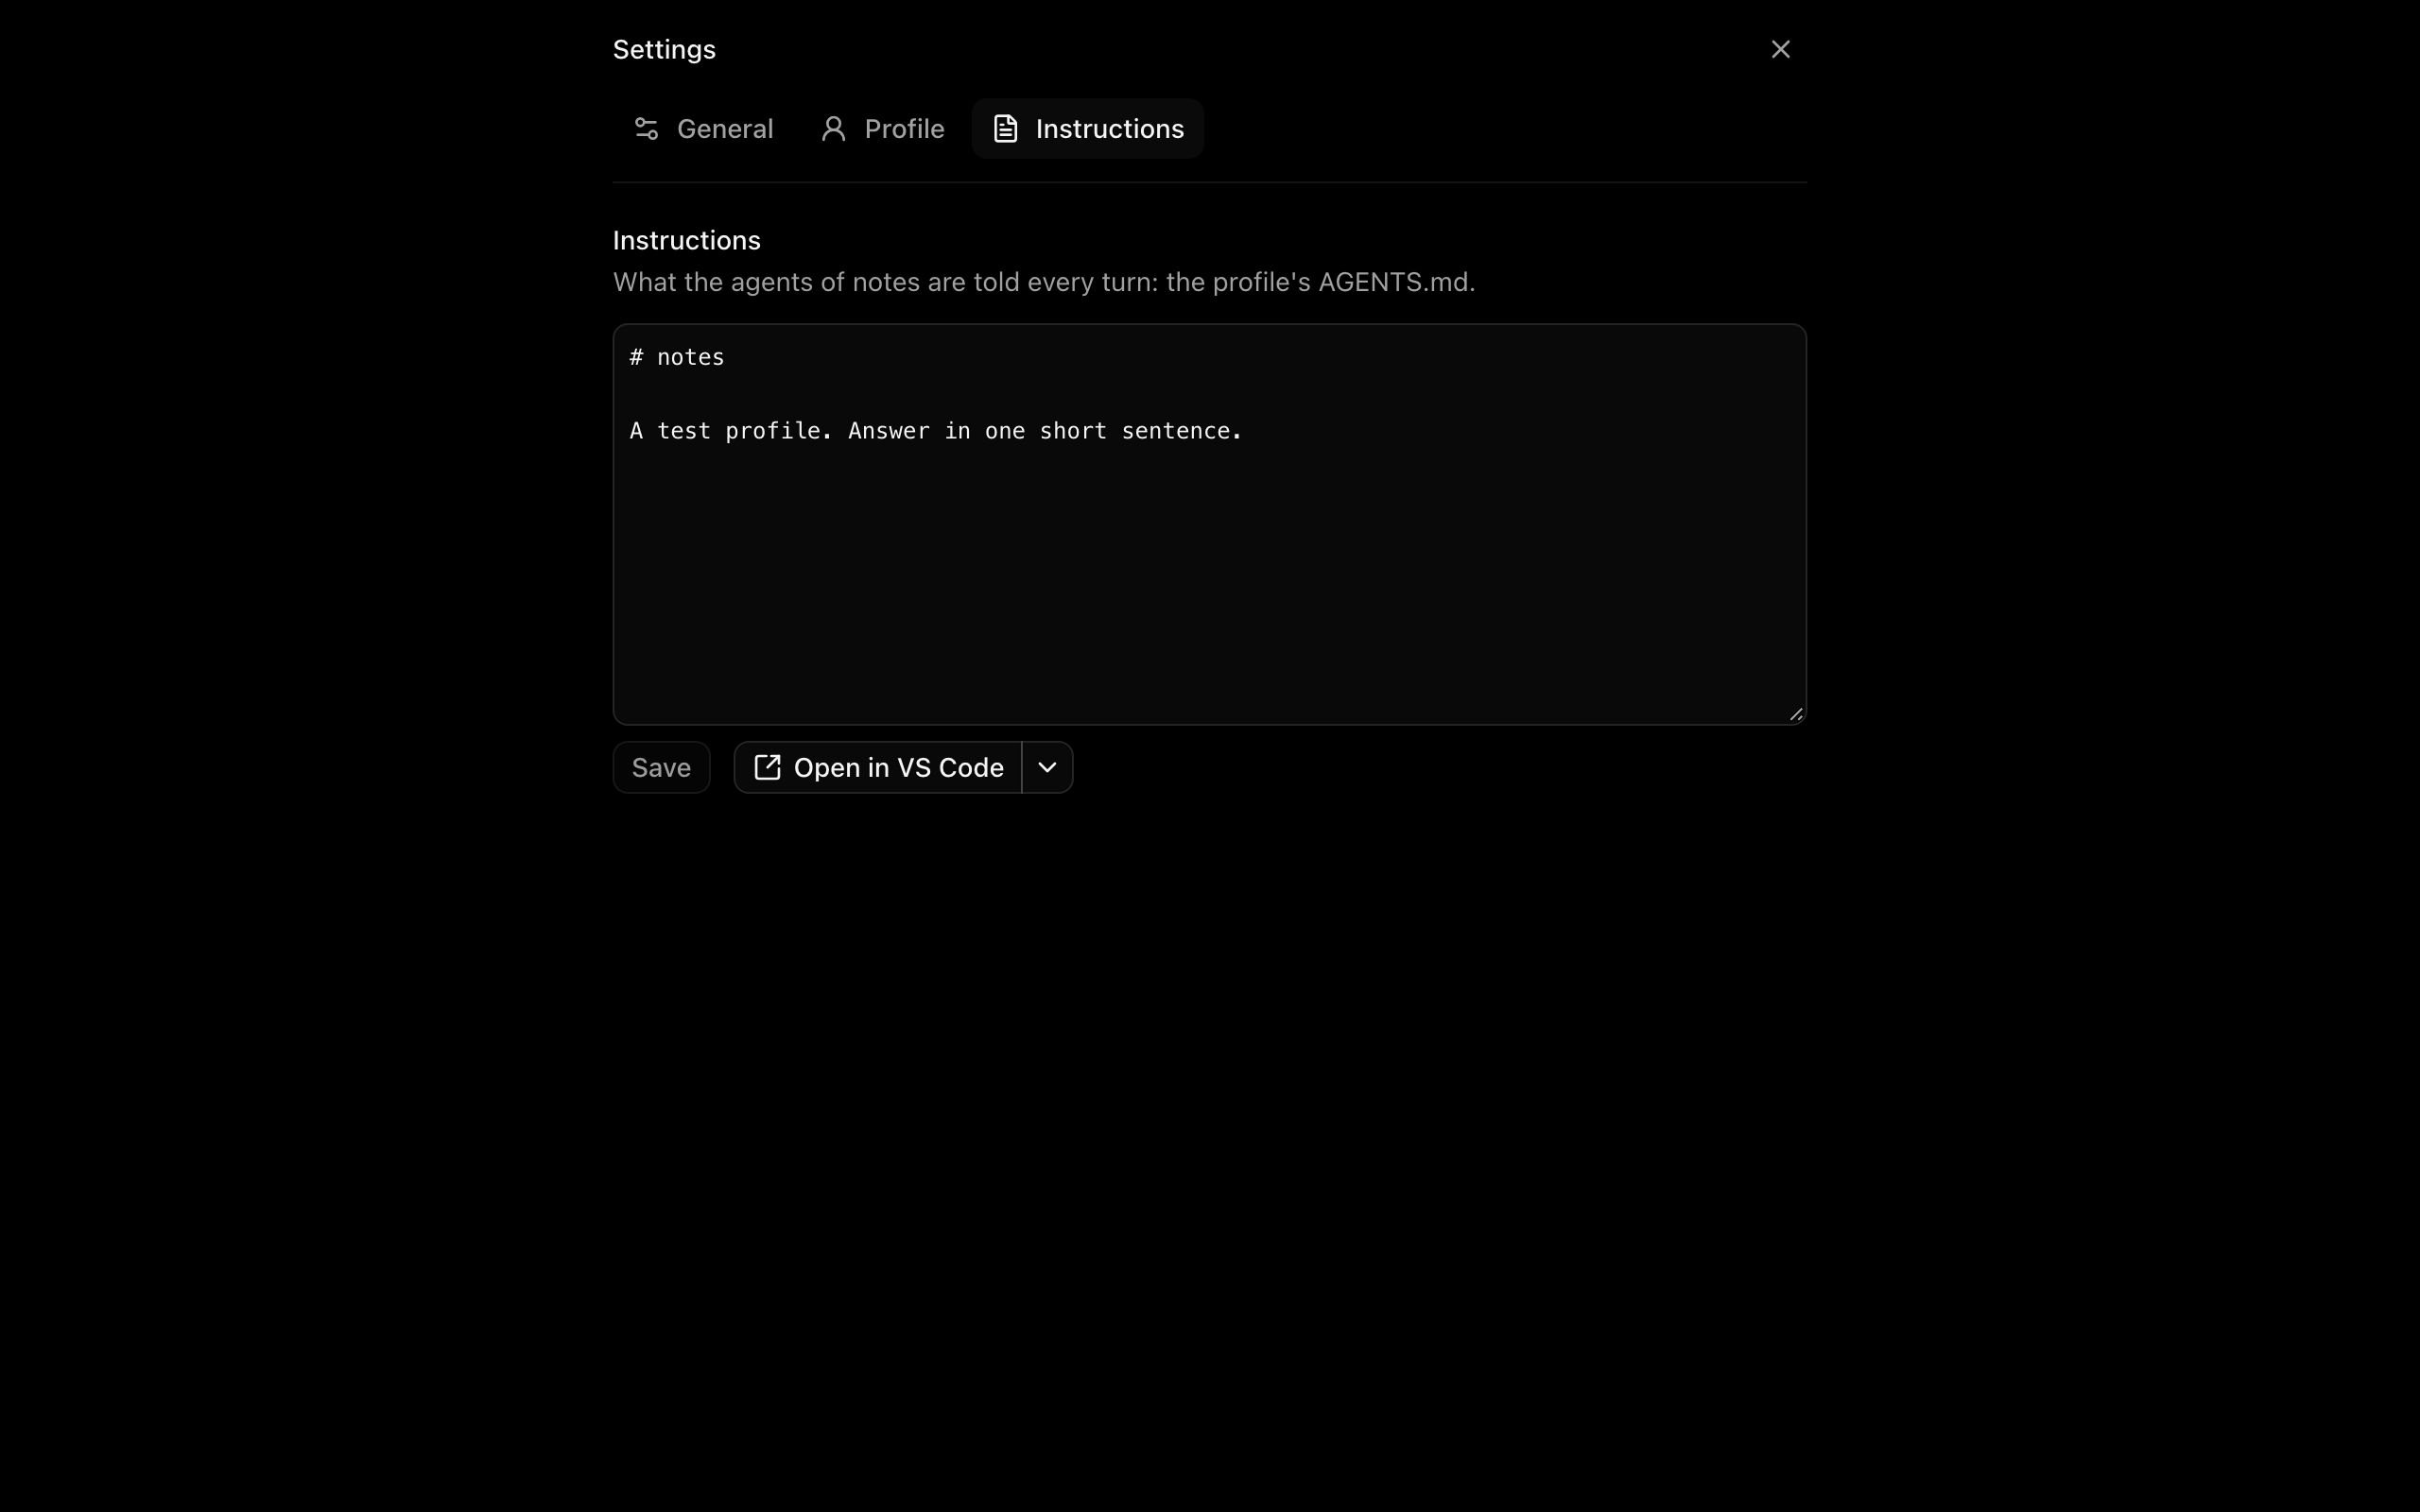 Settings
General Profile Instructions
Instructions
What the agents of notes are told every turn: the profile's AGENTS.md.
# notes
A test profile. Answer in one short sentence.
Save Open in VS Code